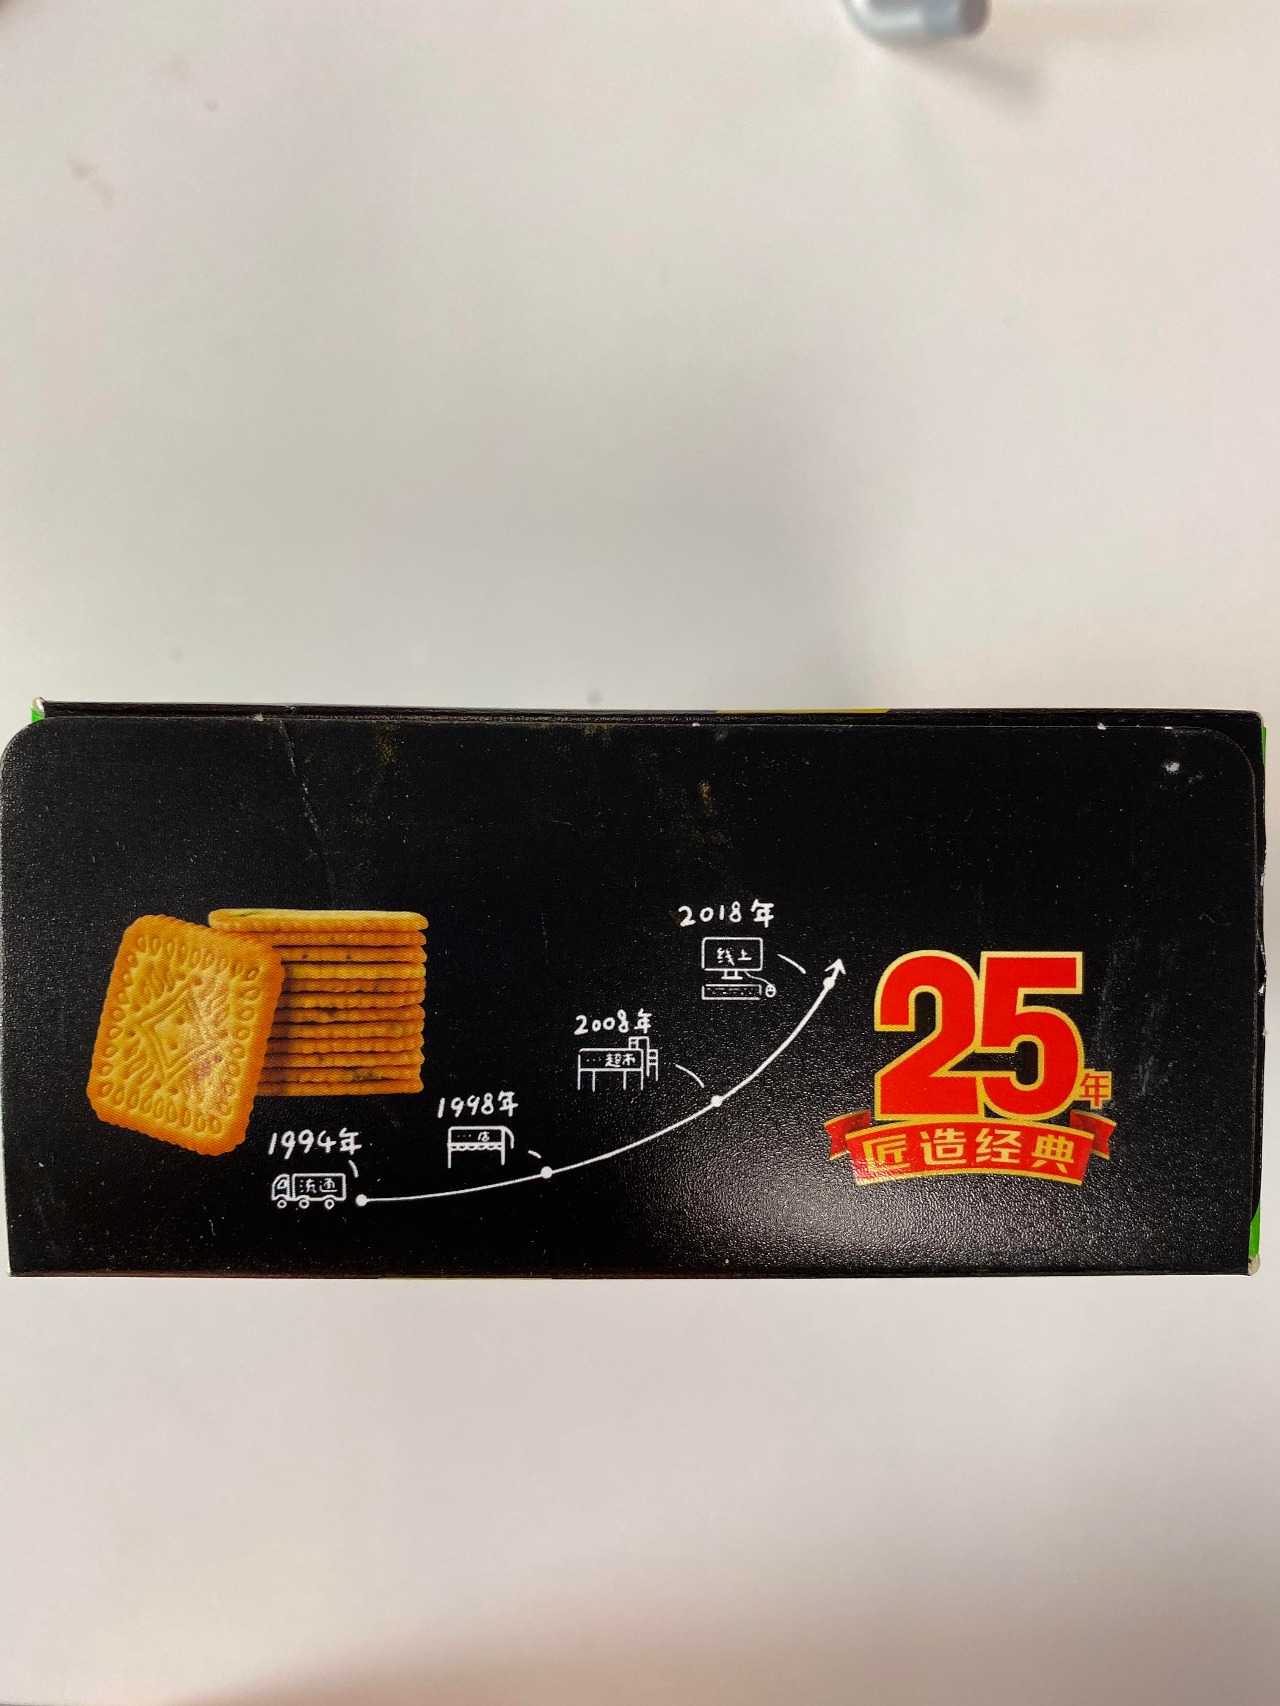 2018年
线上
2008年
超市
1998年
店
1994年
流通
25年
匠造经典